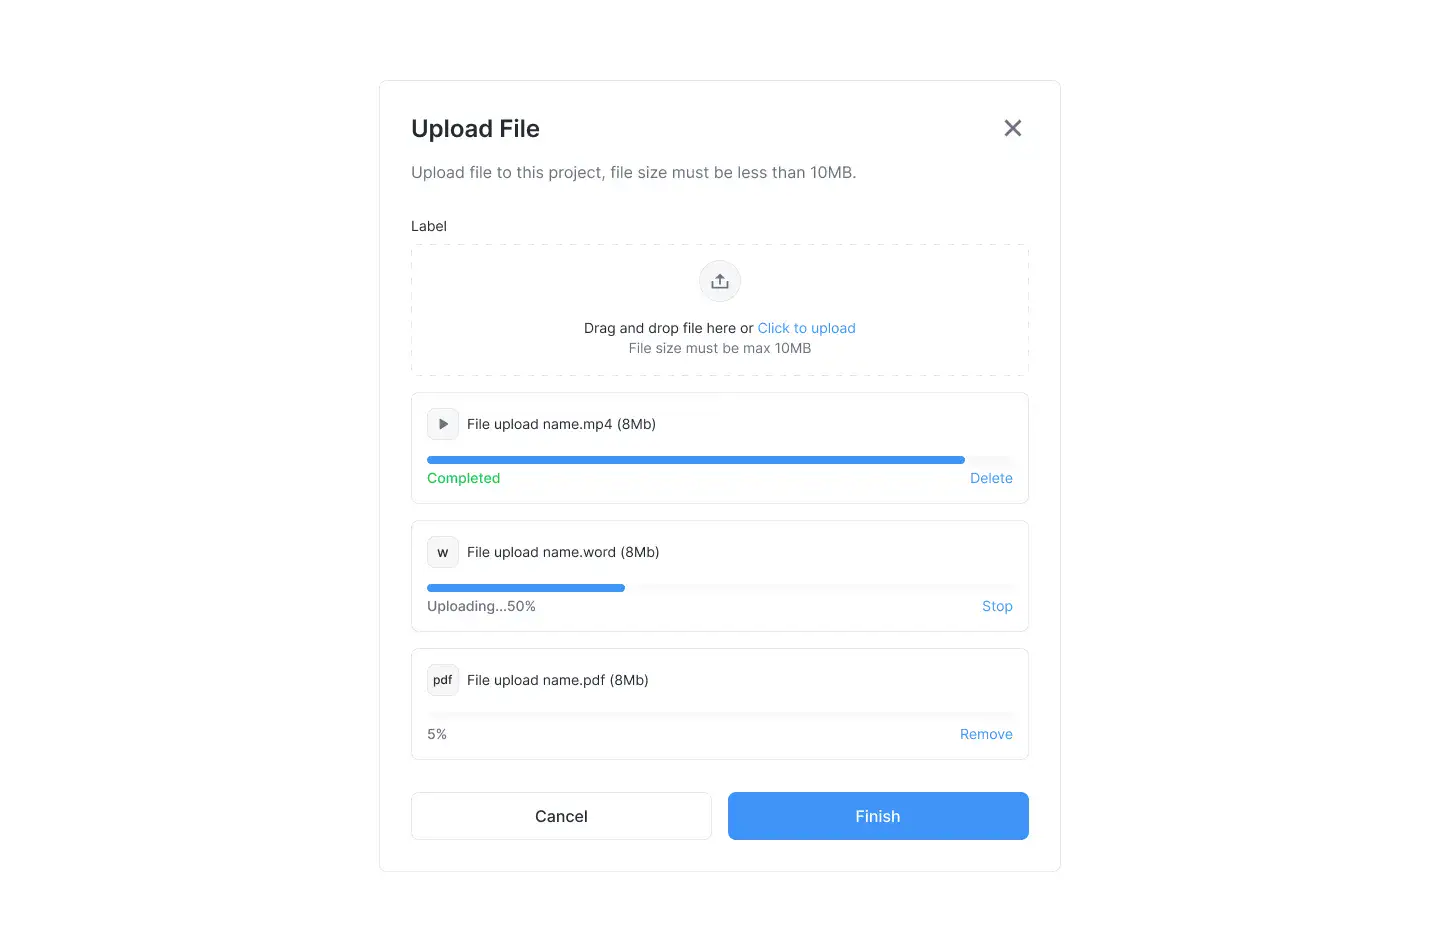 Upload File
Upload file to this project, file size must be less than 10MB.
Label
Drag and drop file here or Click to upload
File size must be max 10MB
File upload name.mp4 (8Mb)
Completed Delete
w File upload name.word (8Mb)
Uploading...50% Stop
pdf File upload name.pdf (8Mb)
5% Remove
Cancel Finish